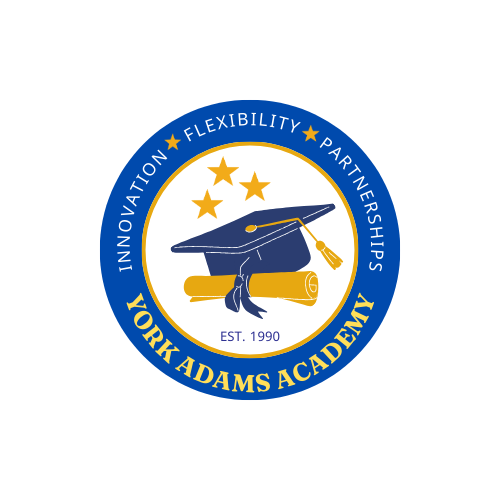 INNOVATION ★ FLEXIBILITY ★ PARTNERSHIPS
EST. 1990
YORK ADAMS ACADEMY